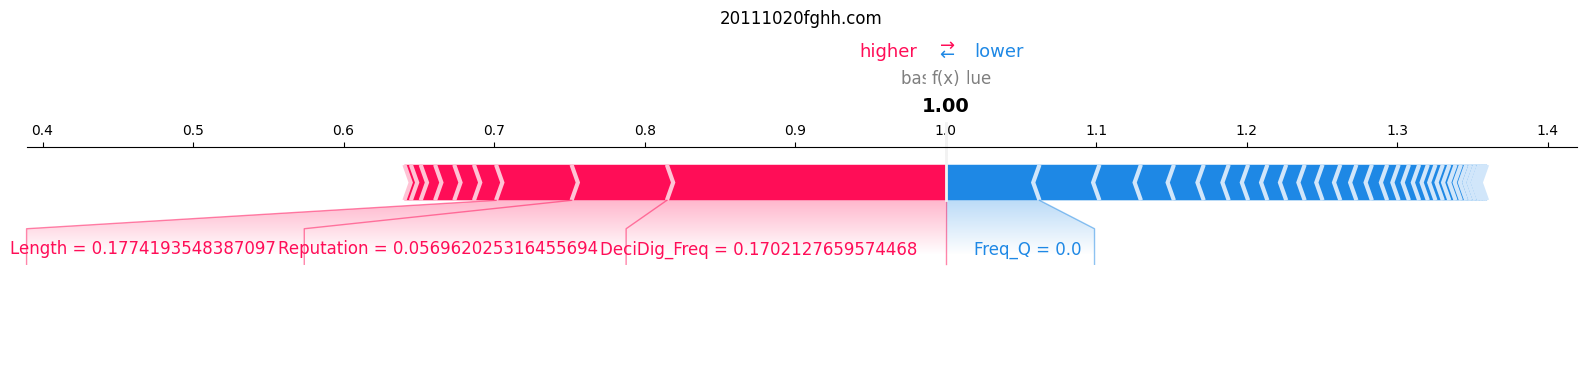 20111020fghh.com
higher → ← lower
f(x)
1.00
0.4 0.5 0.6 0.7 0.8 0.9 1.0 1.1 1.2 1.3 1.4
Length = 0.1774193548387097 Reputation = 0.056962025316455694 DeciDig_Freq = 0.1702127659574468 Freq_Q = 0.0